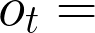 o_t =